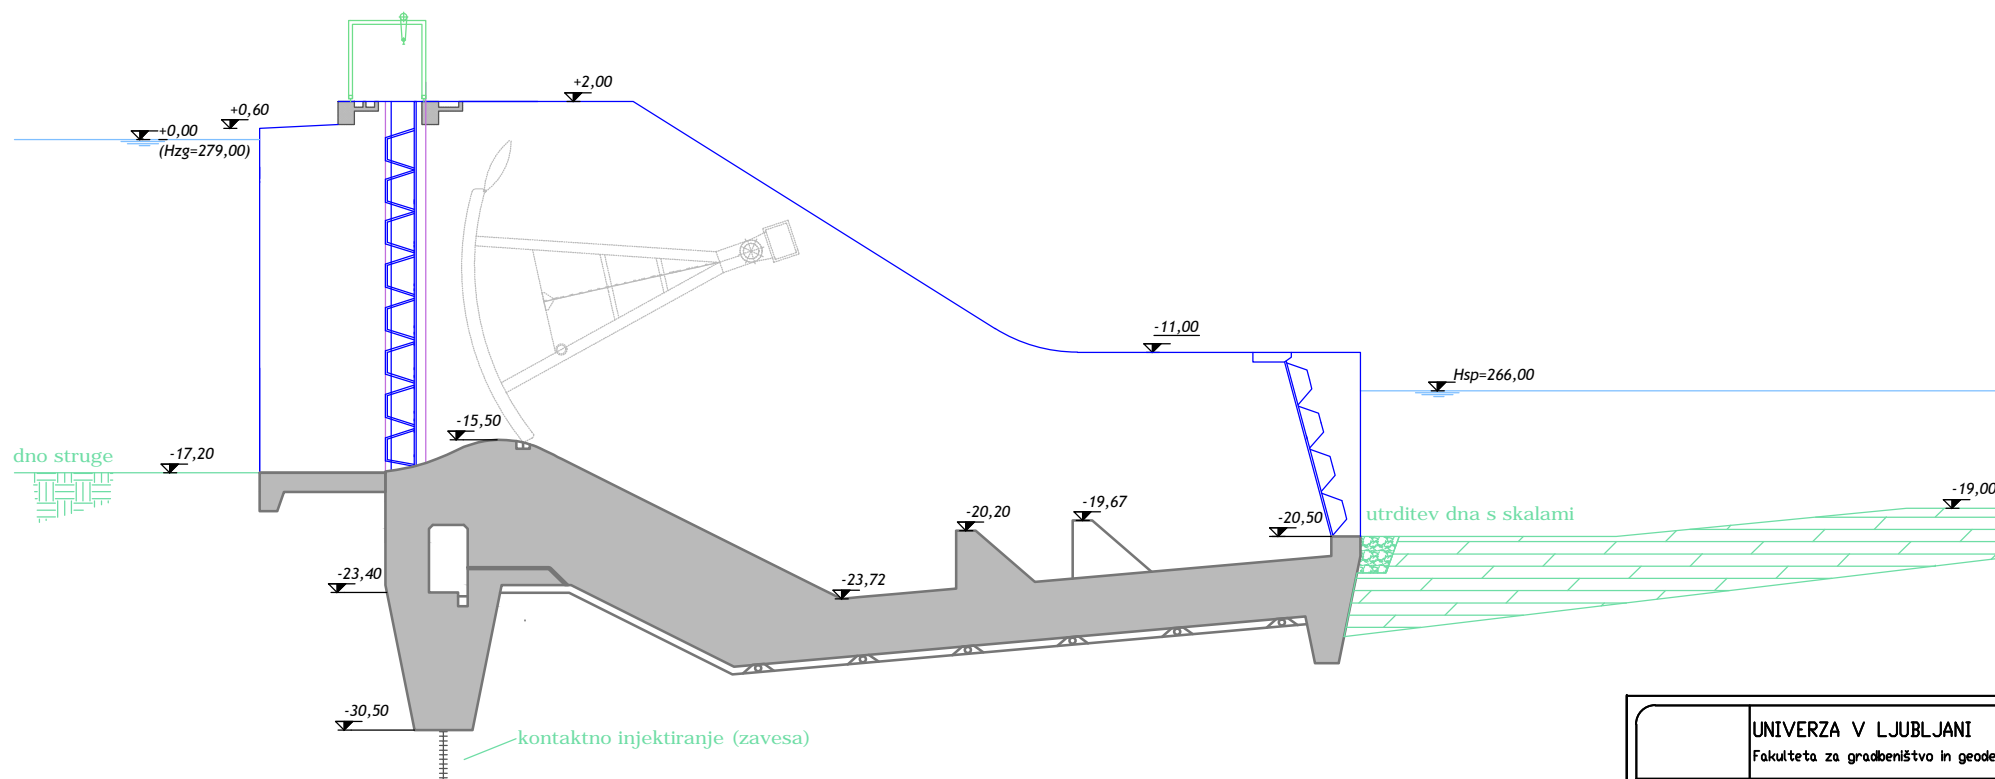 +2,00
+0,60
+0,00
(Hzg=279,00)
-11,00
Hsp=266,00
-15,50
dno struge
-17,20
-19,00
-19,67
-20,20
-20,50
utrditev dna s skalami
-23,40
-23,72
-30,50
kontaktno injektiranje (zavesa)
UNIVERZA V LJUBLJANI
Fakulteta za gradbeništvo in geode